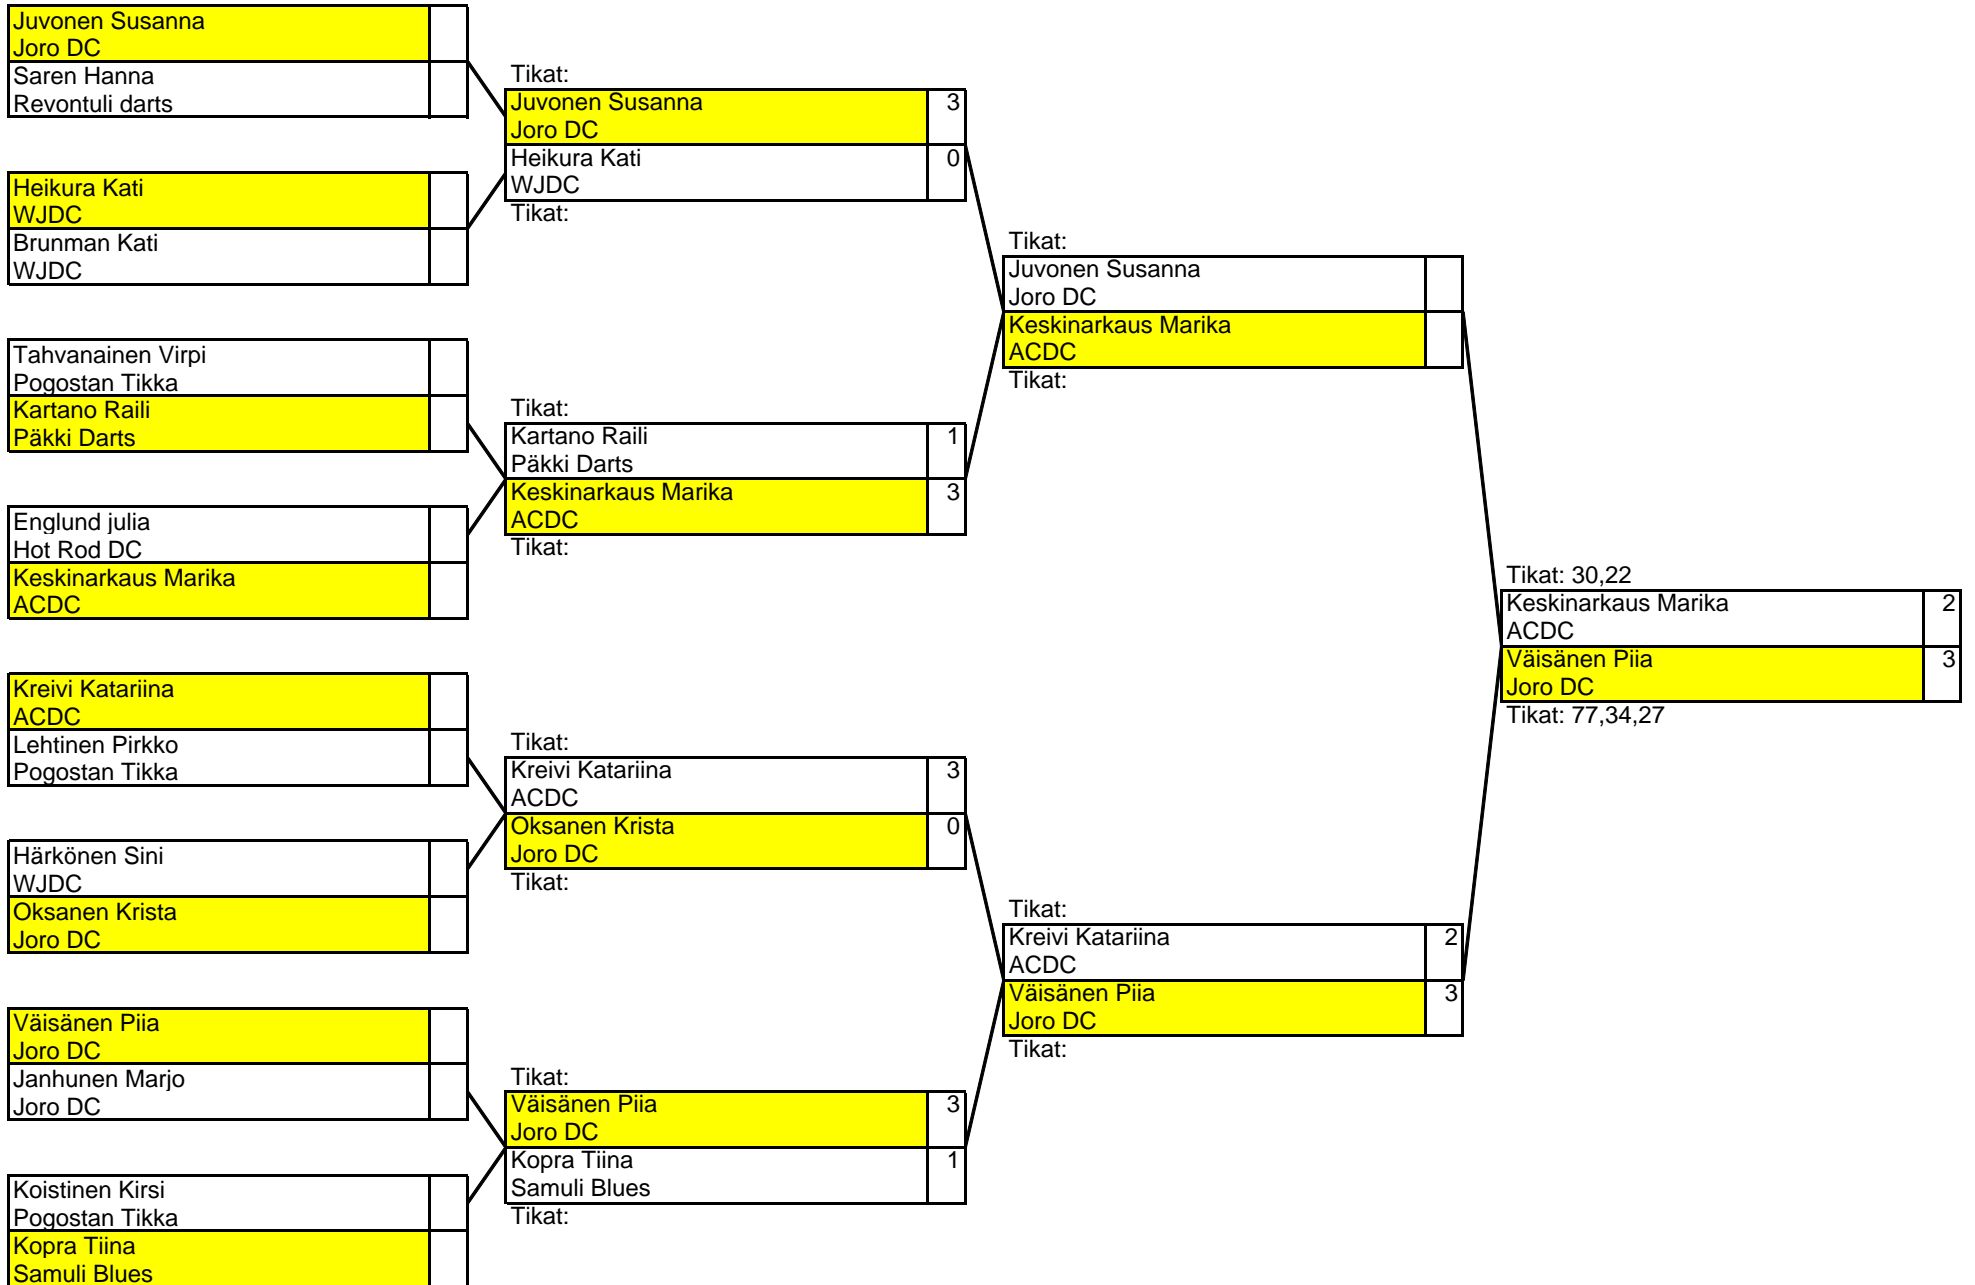 Juvonen Susanna
Joro DC
Saren Hanna
Revontuli darts
Heikura Kati
WJDC
Brunman Kati
WJDC
Tahvanainen Virpi
Pogostan Tikka
Kartano Raili
Päkki Darts
Englund julia
Hot Rod DC
Keskinarkaus Marika
ACDC
Kreivi Katariina
ACDC
Lehtinen Pirkko
Pogostan Tikka
Härkönen Sini
WJDC
Oksanen Krista
Joro DC
Väisänen Piia
Joro DC
Janhunen Marjo
Joro DC
Koistinen Kirsi
Pogostan Tikka
Kopra Tiina
Samuli Blues
Tikat:
Juvonen Susanna 3
Joro DC
Heikura Kati 0
WJDC
Tikat:
Tikat:
Kartano Raili 1
Päkki Darts
Keskinarkaus Marika 3
ACDC
Tikat:
Tikat:
Kreivi Katariina 3
ACDC
Oksanen Krista 0
Joro DC
Tikat:
Tikat:
Väisänen Piia 3
Joro DC
Kopra Tiina 1
Samuli Blues
Tikat:
Tikat:
Juvonen Susanna
Joro DC
Keskinarkaus Marika
ACDC
Tikat:
Tikat:
Kreivi Katariina 2
ACDC
Väisänen Piia 3
Joro DC
Tikat:
Tikat: 30,22
Keskinarkaus Marika 2
ACDC
Väisänen Piia 3
Joro DC
Tikat: 77,34,27